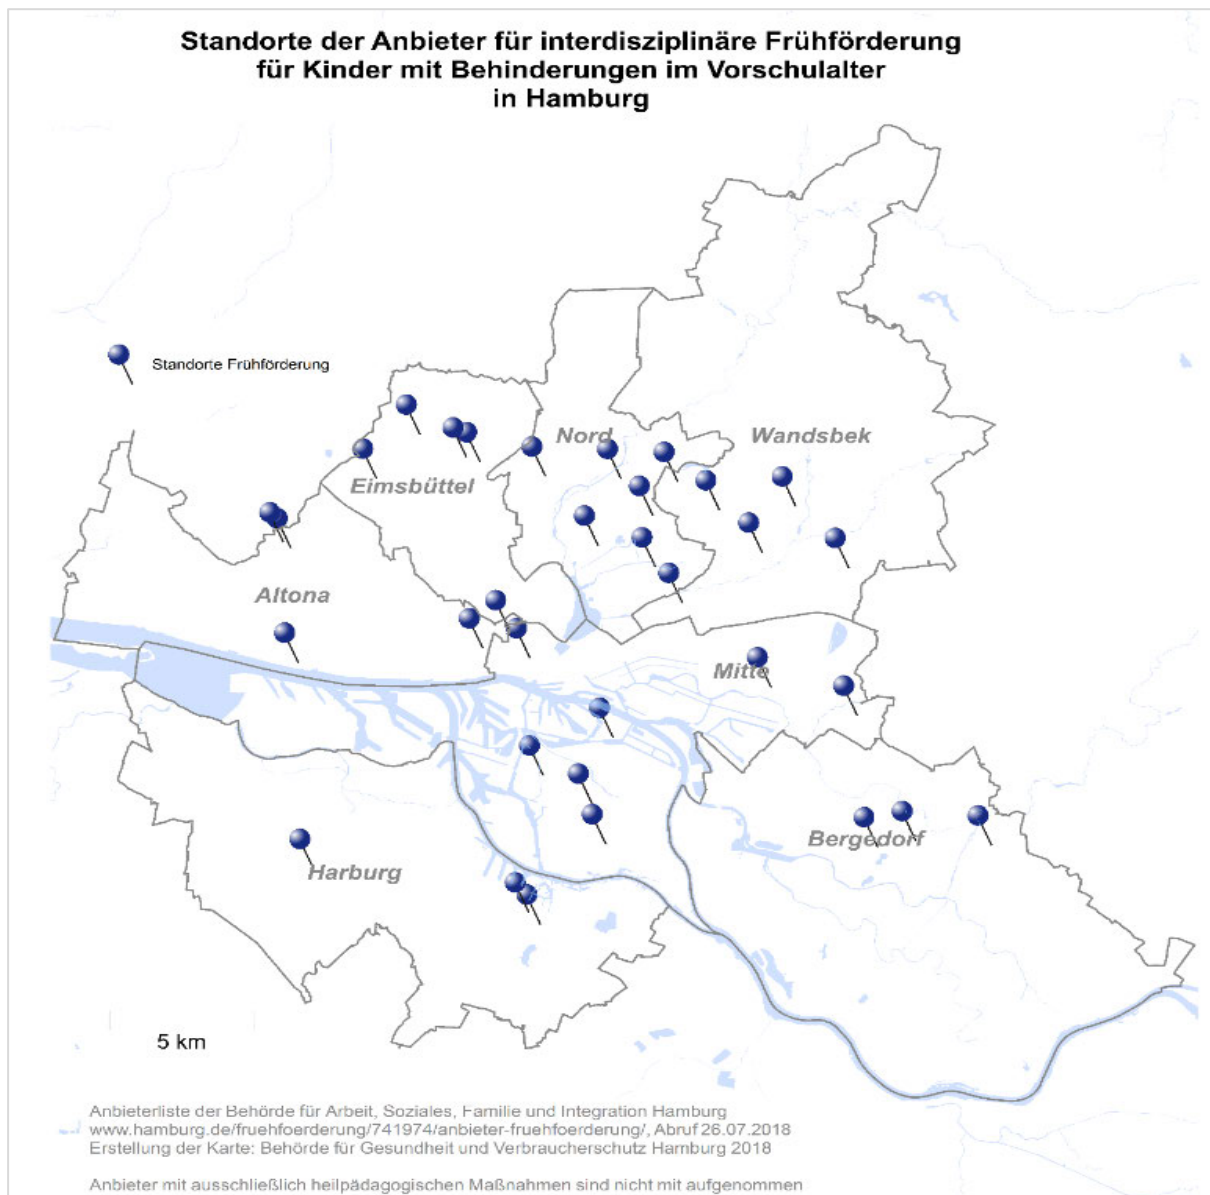 Standorte der Anbieter für interdisziplinäre Frühförderung
für Kinder mit Behinderungen im Vorschulalter
in Hamburg
Standorte Frühförderung
Nord
Wandsbek
Eimsbüttel
Altona
Mitte
Bergedorf
Harburg
5 km
Anbieterliste der Behörde für Arbeit, Soziales, Familie und Integration Hamburg
www.hamburg.de/fruehfoerderung/741974/anbieter-fruehfoerderung/, Abruf 26.07.2018
Erstellung der Karte: Behörde für Gesundheit und Verbraucherschutz Hamburg 2018
Anbieter mit ausschließlich heilpädagogischen Maßnahmen sind nicht mit aufgenommen